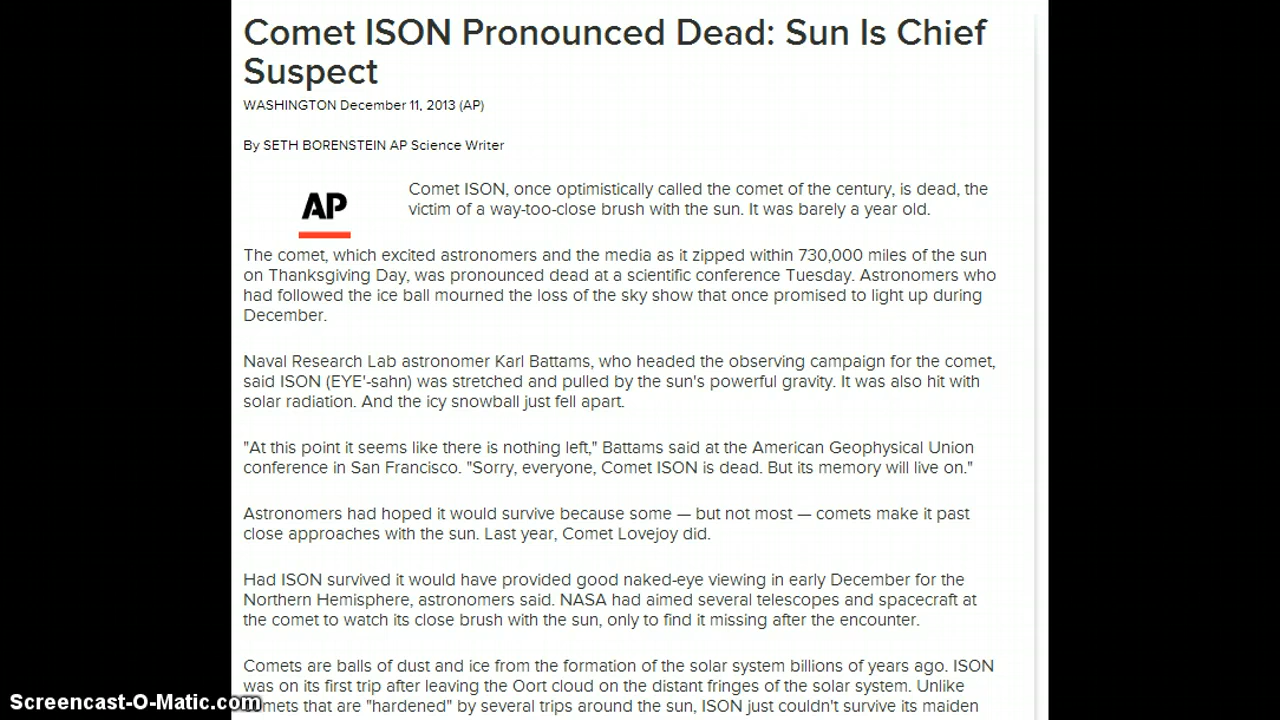 Comet ISON Pronounced Dead: Sun Is Chief
Suspect
WASHINGTON December 11, 2013 (AP)
By SETH BORENSTEIN AP Science Writer
AP
Comet ISON, once optimistically called the comet of the century, is dead, the
victim of a way-too-close brush with the sun. It was barely a year old.
The comet, which excited astronomers and the media as it zipped within 730,000 miles of the sun
on Thanksgiving Day, was pronounced dead at a scientific conference Tuesday. Astronomers who
had followed the ice ball mourned the loss of the sky show that once promised to light up during
December.
Naval Research Lab astronomer Karl Battams, who headed the observing campaign for the comet,
said ISON (EYE'-sahn) was stretched and pulled by the sun's powerful gravity. It was also hit with
solar radiation. And the icy snowball just fell apart.
"At this point it seems like there is nothing left," Battams said at the American Geophysical Union
conference in San Francisco. "Sorry, everyone, Comet ISON is dead. But its memory will live on."
Astronomers had hoped it would survive because some — but not most — comets make it past
close approaches with the sun. Last year, Comet Lovejoy did.
Had ISON survived it would have provided good naked-eye viewing in early December for the
Northern Hemisphere, astronomers said. NASA had aimed several telescopes and spacecraft at
the comet to watch its close brush with the sun, only to find it missing after the encounter.
Comets are balls of dust and ice from the formation of the solar system billions of years ago. ISON
was on its first trip after leaving the Oort cloud on the distant fringes of the solar system. Unlike
comets that are "hardened" by several trips around the sun, ISON just couldn't survive its maiden
Screencast-O-Matic.com